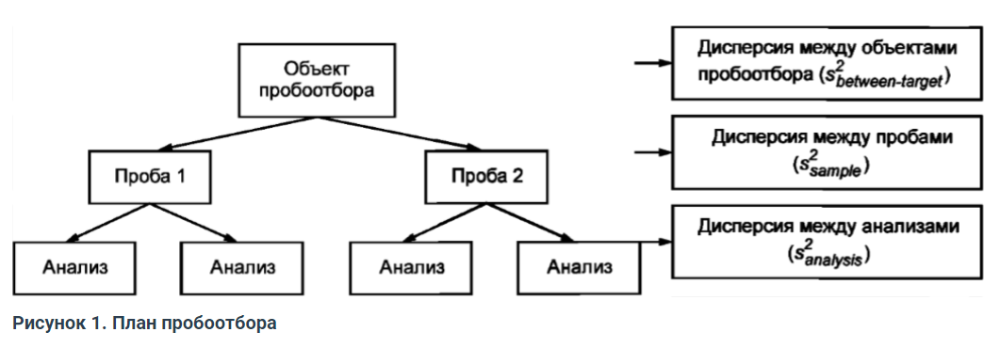 Объект
пробоотбора
Проба 1
Проба 2
Анализ
Анализ
Анализ
Анализ
Дисперсия между объектами
пробоотбора (s²between-target)
Дисперсия между пробами
(s²sample)
Дисперсия между анализами
(s²analysis)
Рисунок 1. План пробоотбора